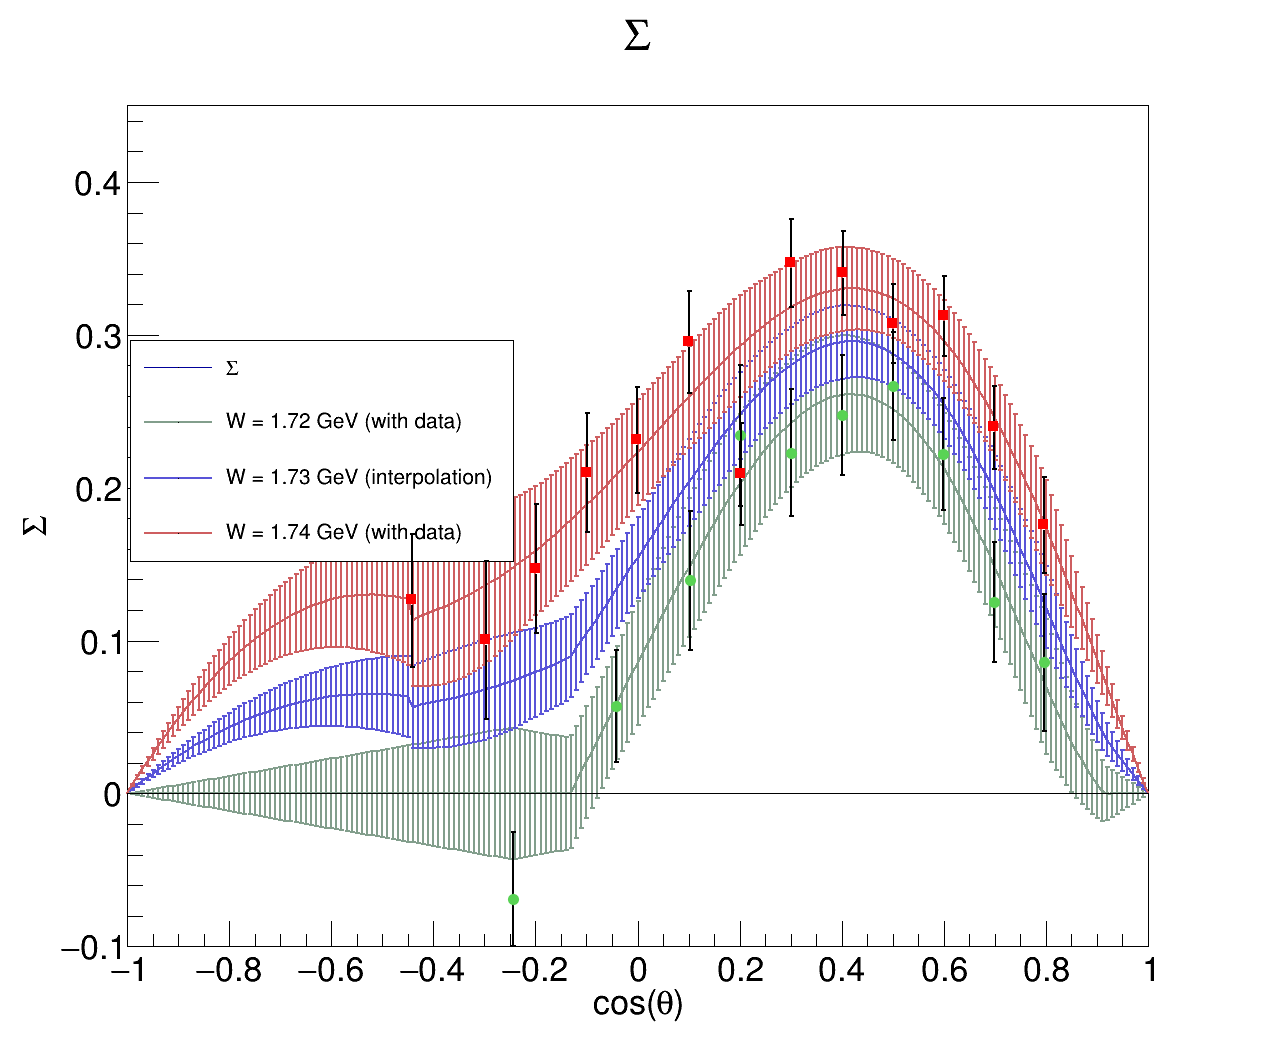 Σ
0.4
0.3
0.2
0.1
0
−0.1
Σ
Σ
W = 1.72 GeV (with data)
W = 1.73 GeV (interpolation)
W = 1.74 GeV (with data)
−1 −0.8 −0.6 −0.4 −0.2 0 0.2 0.4 0.6 0.8 1
cos(θ)